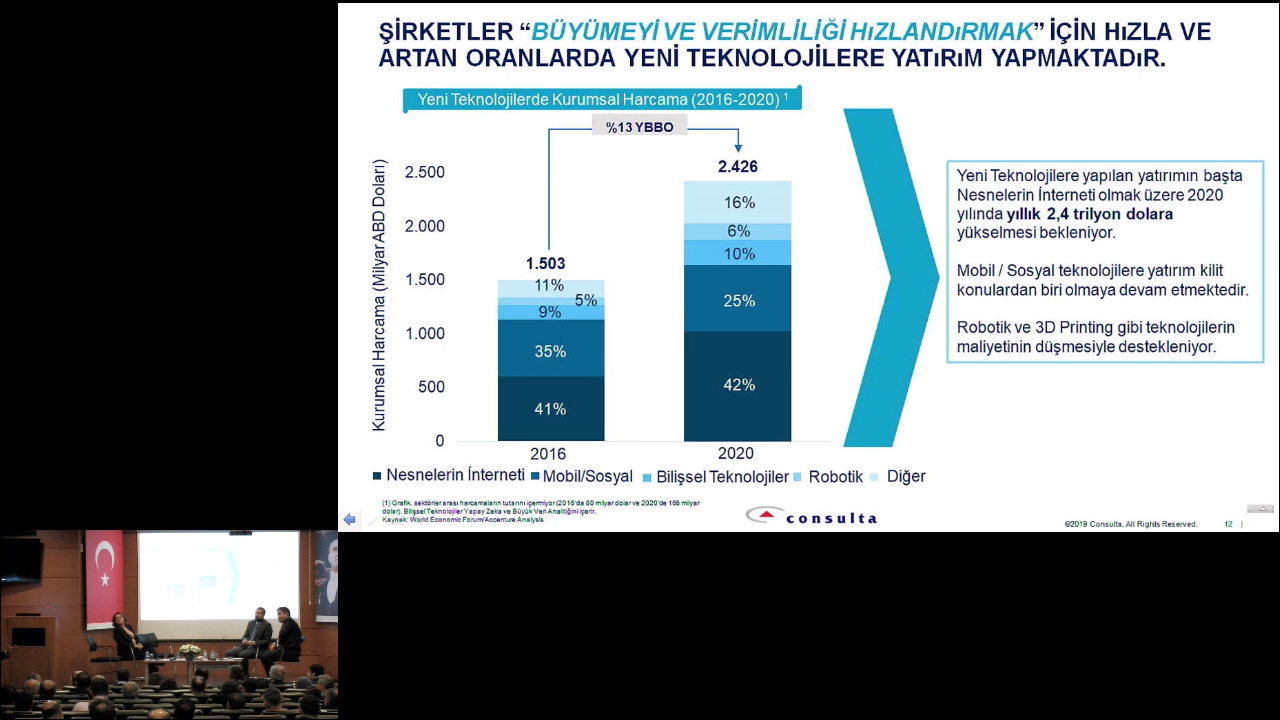 ŞİRKETLER “BÜYÜMEYİ VE VERİMLİLİĞİ HıZLANDıRMAK” İÇİN HıZLA VE
ARTAN ORANLARDA YENİ TEKNOLOJİLERE YATıRıM YAPMAKTADıR.
Yeni Teknolojilerde Kurumsal Harcama (2016-2020) ¹
%13 YBBO
Kurumsal Harcama (Milyar ABD Doları)
2.500
2.000
1.500
1.000
500
0
1.503
11%
5%
9%
35%
41%
2016
2.426
16%
6%
10%
25%
42%
2020
Nesnelerin İnterneti Mobil/Sosyal Bilişsel Teknolojiler Robotik Diğer
Yeni Teknolojilere yapılan yatırımın başta
Nesnelerin İnterneti olmak üzere 2020
yılında yıllık 2,4 trilyon dolara
yükselmesi bekleniyor.
Mobil / Sosyal teknolojilere yatırım kilit
konulardan biri olmaya devam etmektedir.
Robotik ve 3D Printing gibi teknolojilerin
maliyetinin düşmesiyle destekleniyor.
(1) Grafik, sektörler arası harcamaların tutarını içermiyor (2016'da 80 milyar dolar ve 2020'de 166 milyar
dolar). Bilişsel Teknolojiler Yapay Zeka ve Büyük Veri Analitiğini içerir.
Kaynak: World Economic Forum/Accenture Analysis
consulta
©2019 Consulta. All Rights Reserved. 12 |